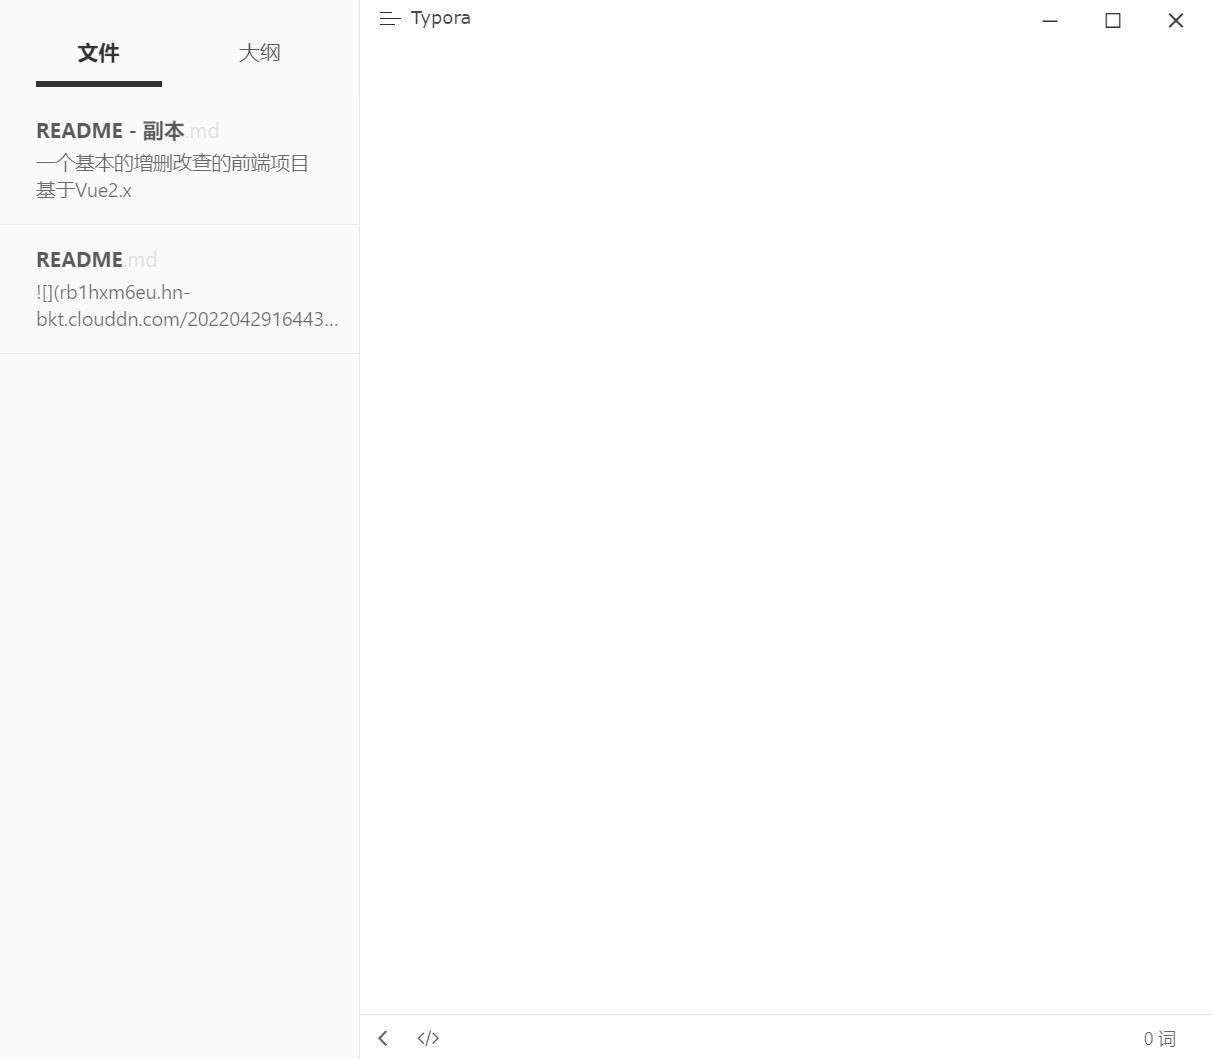 文件
大纲
README - 副本.md
一个基本的增删改查的前端项目
基于Vue2.x
README.md
![](rb1hxm6eu.hn-
bkt.clouddn.com/2022042916443...
Typora
</>
0 词